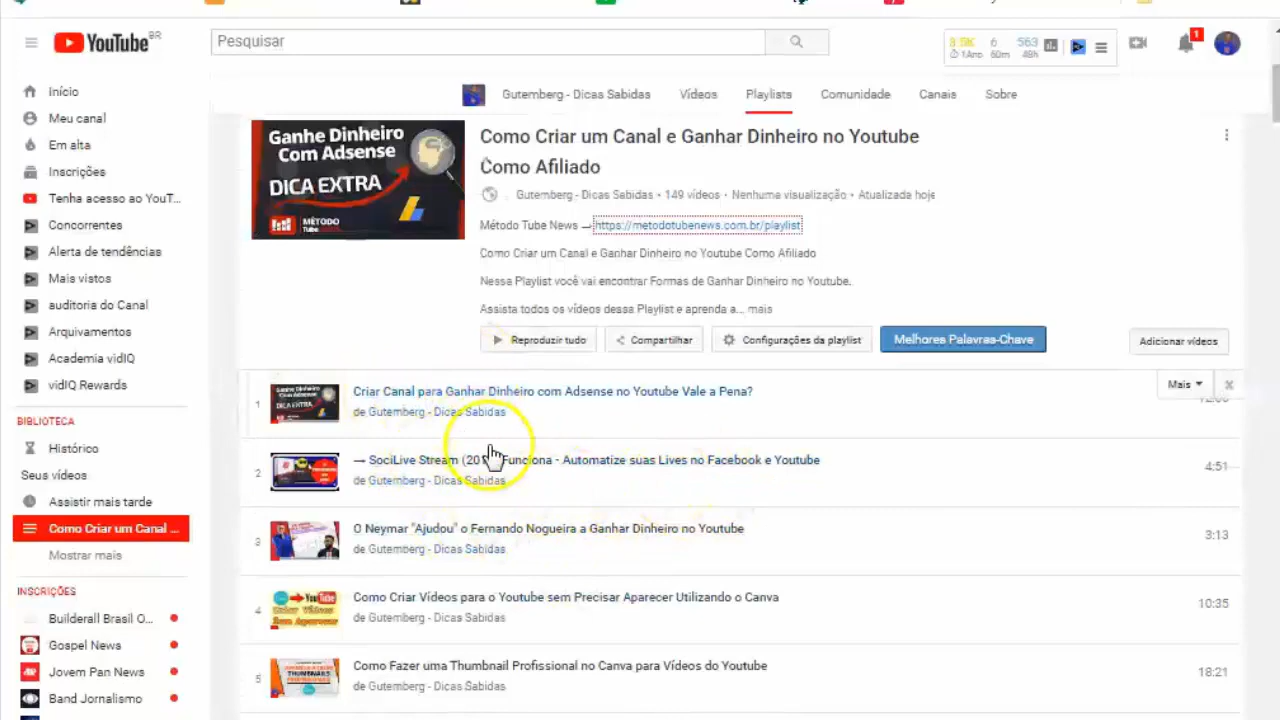 YouTube BR
Pesquisar
8.5K 6 563
1Ano 60m 48h
1
Início
Meu canal
Em alta
Inscrições
Tenha acesso ao YouT...
Concorrentes
Alerta de tendências
Mais vistos
auditoria do Canal
Arquivamentos
Academia vidIQ
vidIQ Rewards
BIBLIOTECA
Histórico
Seus vídeos
Assistir mais tarde
Como Criar um Canal ...
Mostrar mais
INSCRIÇÕES
Builderall Brasil O...
Gospel News
Jovem Pan News
Band Jornalismo
Gutemberg - Dicas Sabidas Vídeos Playlists Comunidade Canais Sobre
Ganhe Dinheiro
Com Adsense
DICA EXTRA
MÉTODO
Tube
Como Criar um Canal e Ganhar Dinheiro no Youtube
Como Afiliado
Gutemberg - Dicas Sabidas • 149 vídeos • Nenhuma visualização • Atualizada hoje
Método Tube News → https://metodotubenews.com.br/playlist
Como Criar um Canal e Ganhar Dinheiro no Youtube Como Afiliado
Nessa Playlist você vai encontrar Formas de Ganhar Dinheiro no Youtube.
Assista todos os vídeos dessa Playlist e aprenda a... mais
Reproduzir tudo Compartilhar Configurações da playlist Melhores Palavras-Chave Adicionar vídeos
1 Criar Canal para Ganhar Dinheiro com Adsense no Youtube Vale a Pena? Mais
de Gutemberg - Dicas Sabidas
2 → SociLive Stream (201 Funciona - Automatize suas Lives no Facebook e Youtube 4:51
de Gutemberg - Dicas Sabidas
3 O Neymar "Ajudou" o Fernando Nogueira a Ganhar Dinheiro no Youtube 3:13
de Gutemberg - Dicas Sabidas
4 Como Criar Vídeos para o Youtube sem Precisar Aparecer Utilizando o Canva 10:35
de Gutemberg - Dicas Sabidas
5 Como Fazer uma Thumbnail Profissional no Canva para Vídeos do Youtube 18:21
de Gutemberg - Dicas Sabidas